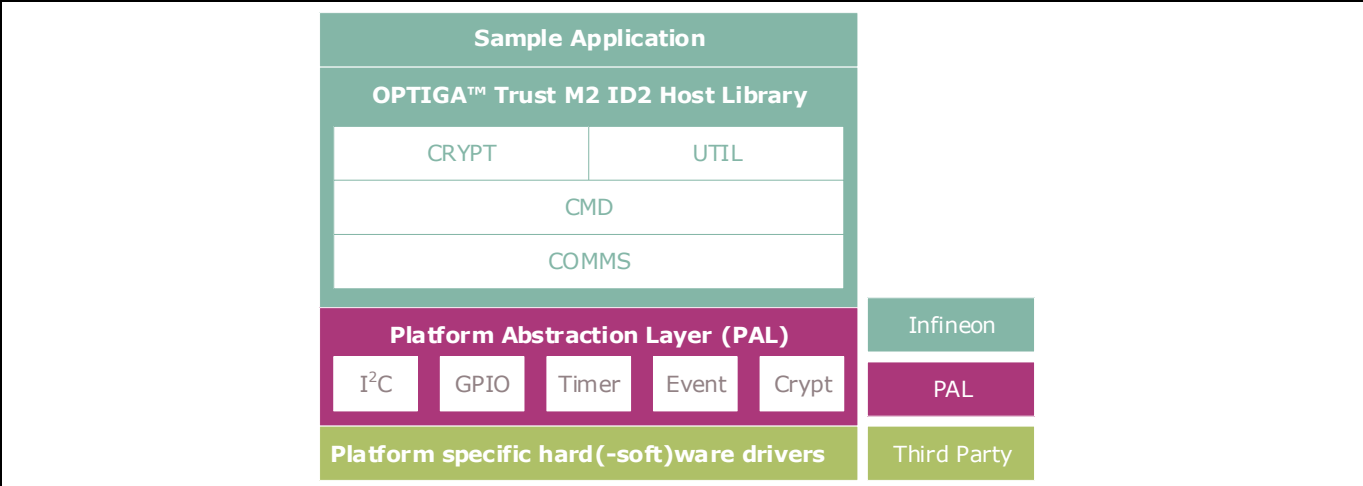 Sample Application
OPTIGA™ Trust M2 ID2 Host Library
CRYPT UTIL
CMD
COMMS
Platform Abstraction Layer (PAL)
I²C GPIO Timer Event Crypt
Platform specific hard(-soft)ware drivers
Infineon
PAL
Third Party